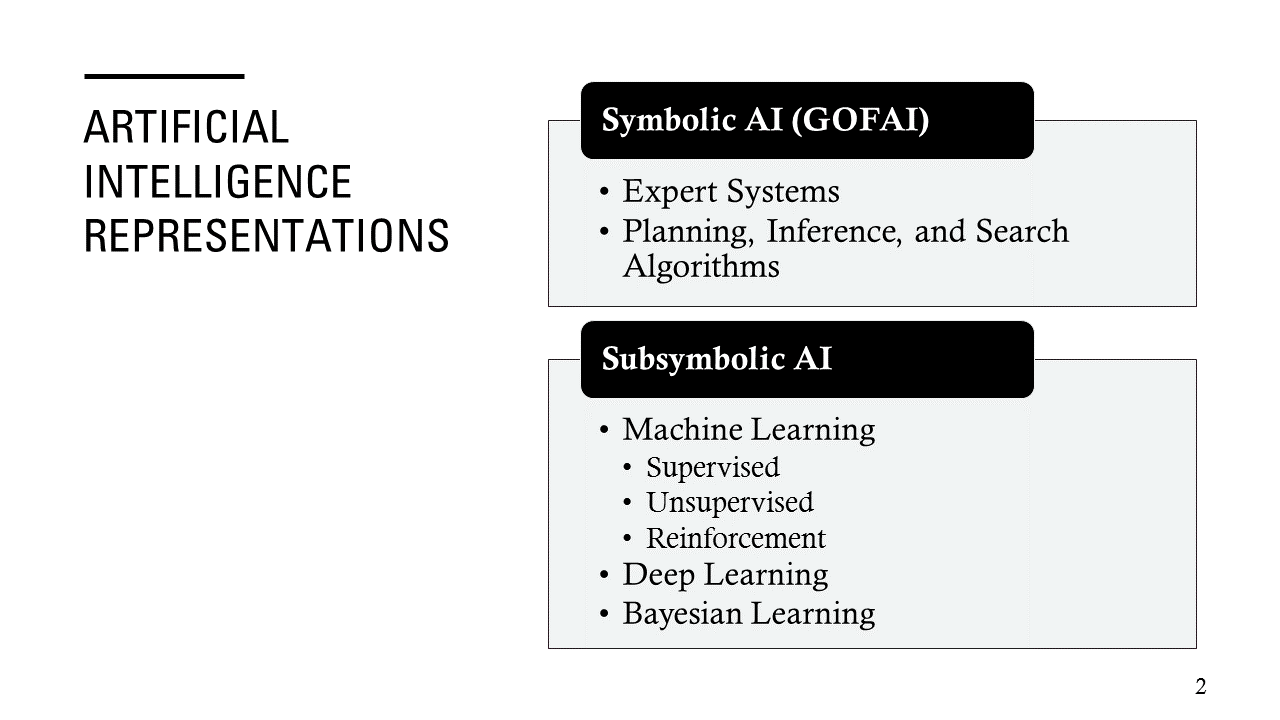 ARTIFICIAL
INTELLIGENCE
REPRESENTATIONS
Symbolic AI (GOFAI)
• Expert Systems
• Planning, Inference, and Search
Algorithms
Subsymbolic AI
• Machine Learning
• Supervised
• Unsupervised
• Reinforcement
• Deep Learning
• Bayesian Learning
2